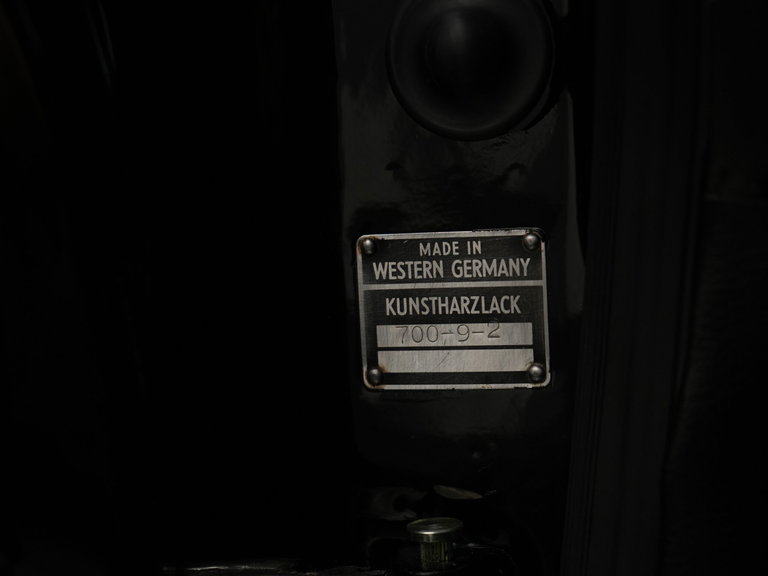 MADE IN
WESTERN GERMANY
KUNSTHARZLACK
700-9-2